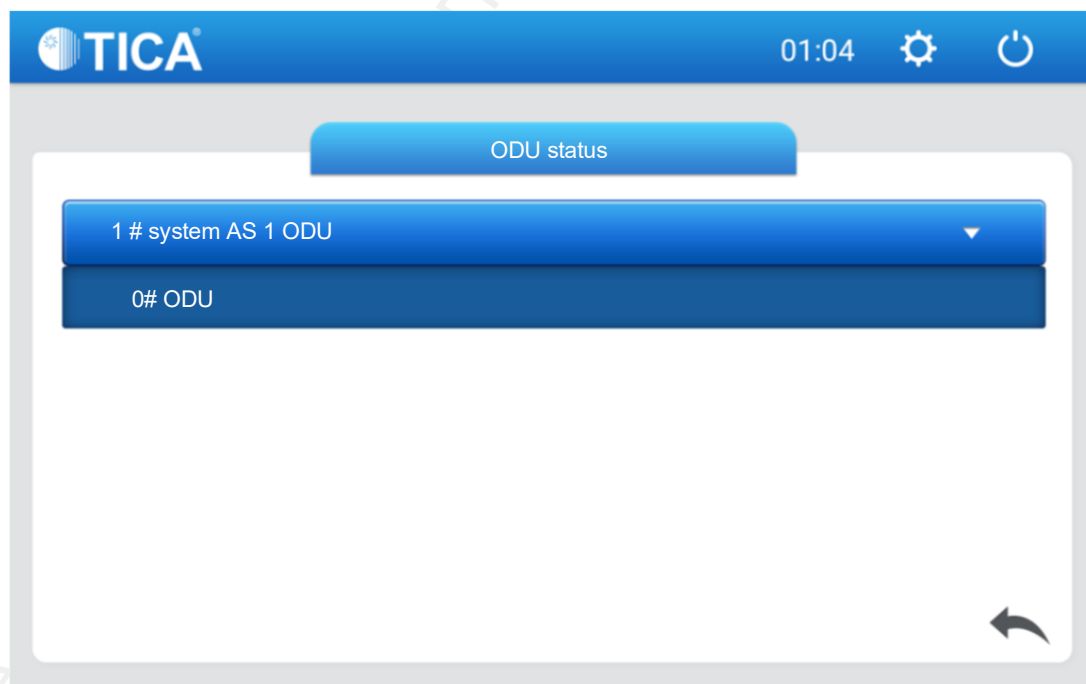 TICA
01:04
ODU status
1 # system AS 1 ODU
0# ODU